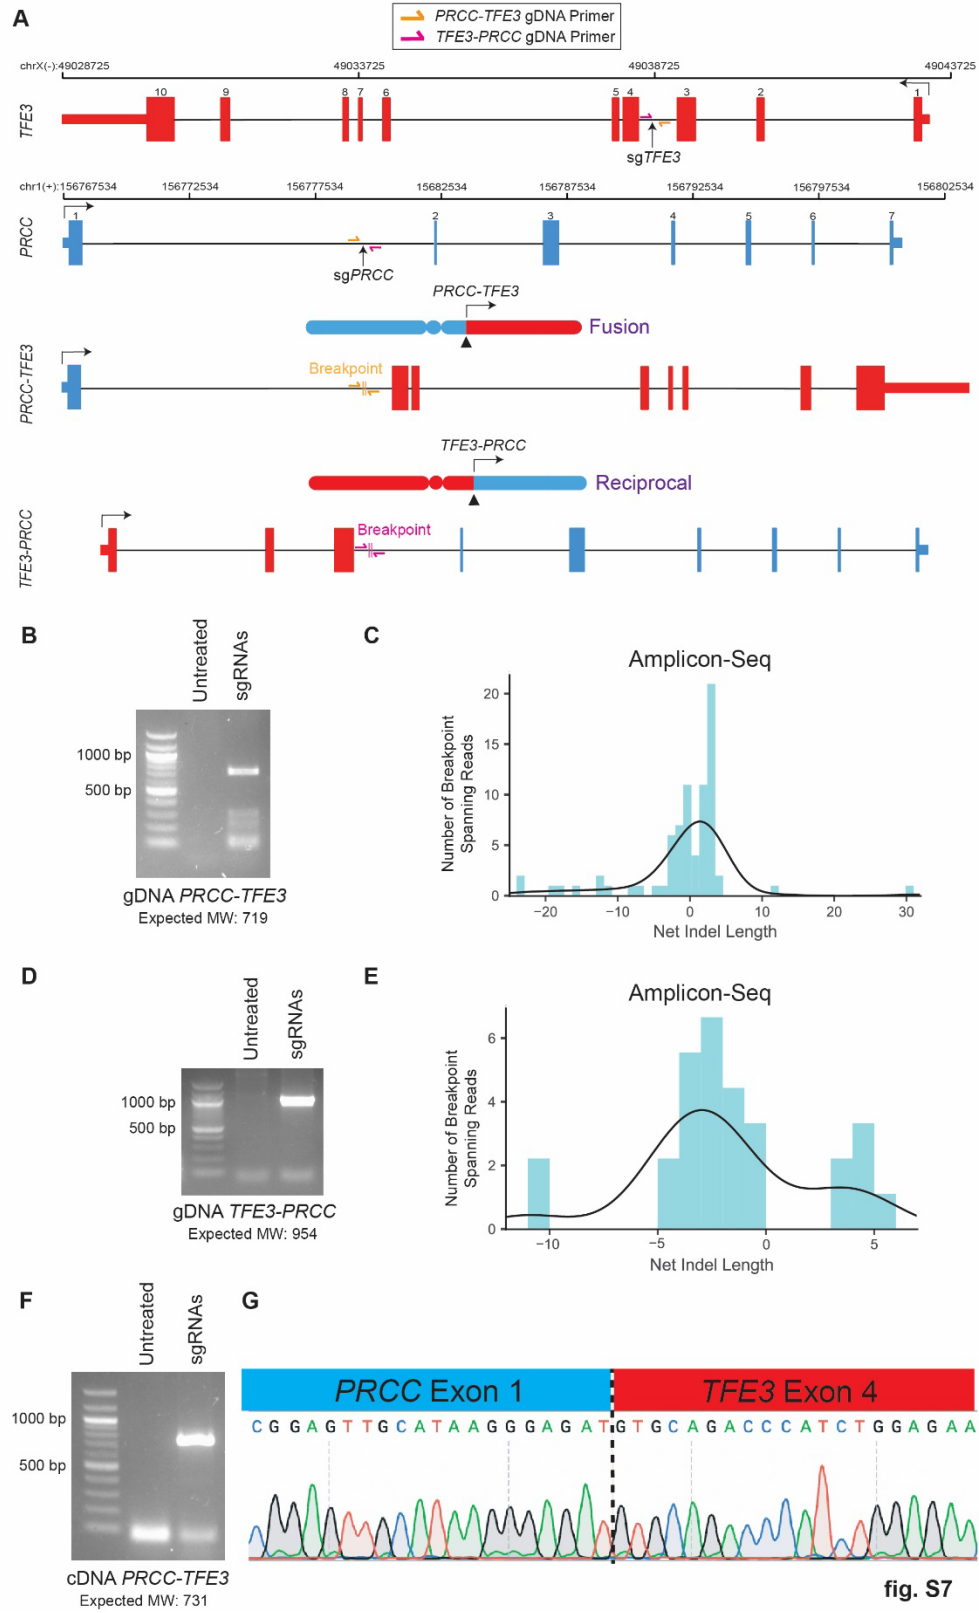 A
PRCC-TFE3 gDNA Primer
TFE3-PRCC gDNA Primer
chrX(-): 49028725 49033725 49038725 49043725
10 9 8 7 6 5 4 3 2 1
TFE3
sgTFE3
chr1(+): 156767534 156772534 156777534 15682534 156787534 156792534 156797534 156802534
1 2 3 4 5 6 7
PRCC
sgPRCC
PRCC-TFE3
Fusion
Breakpoint
PRCC-TFE3
TFE3-PRCC
Reciprocal
Breakpoint
TFE3-PRCC
B
Untreated
sgRNAs
1000 bp
500 bp
gDNA PRCC-TFE3
Expected MW: 719
C
Amplicon-Seq
Number of Breakpoint
Spanning Reads
20
15
10
5
0
−20 −10 0 10 20 30
Net Indel Length
D
Untreated
sgRNAs
1000 bp
500 bp
gDNA TFE3-PRCC
Expected MW: 954
E
Amplicon-Seq
Number of Breakpoint
Spanning Reads
6
4
2
0
−10 −5 0 5
Net Indel Length
F
Untreated
sgRNAs
1000 bp
500 bp
cDNA PRCC-TFE3
Expected MW: 731
G
PRCC Exon 1 TFE3 Exon 4
C G G A G T T G C A T A A G G G A G A T G T G C A G A C C C A T C T G G A G A A
fig. S7